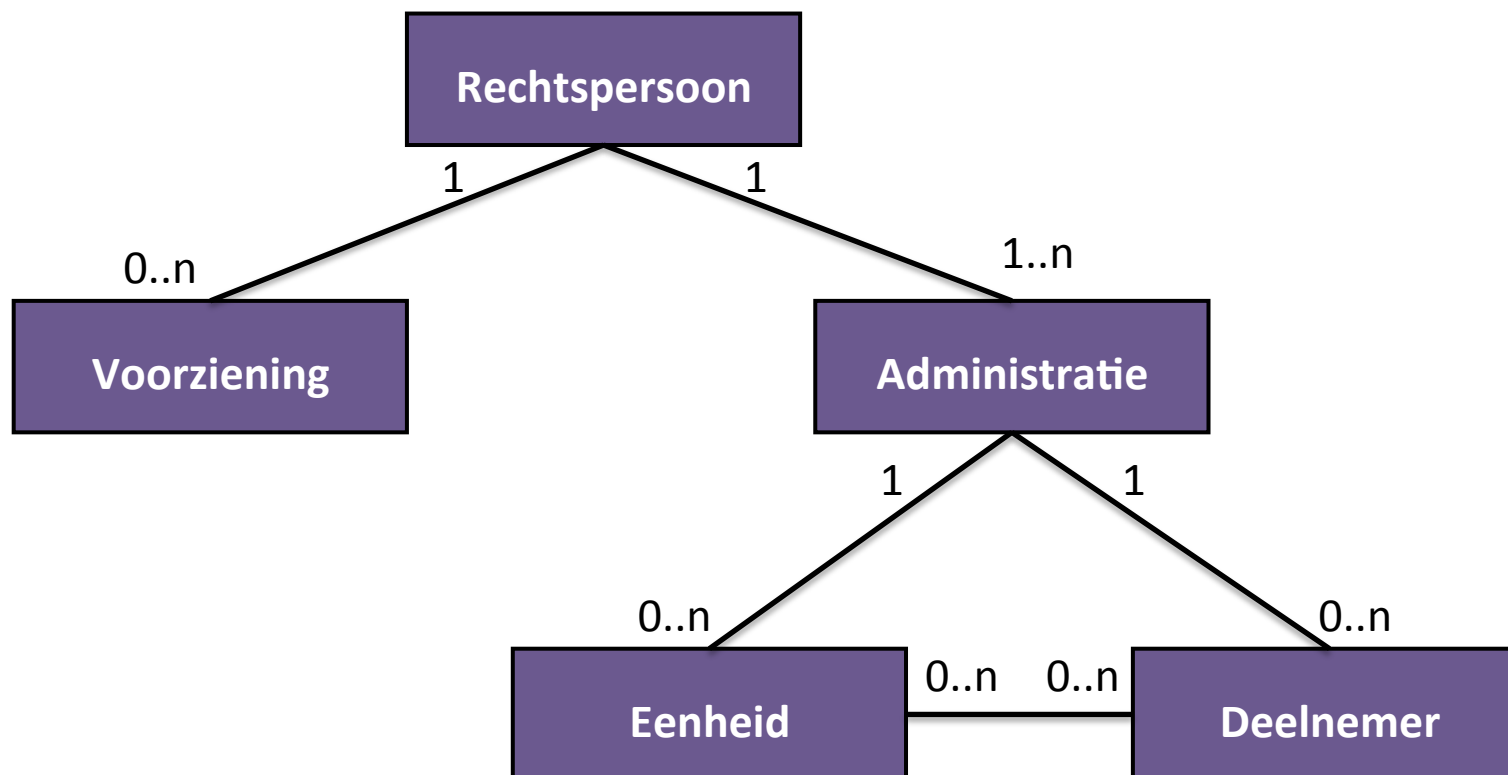 Rechtspersoon
1
1
0..n
1..n
Voorziening
Administratie
1
1
0..n
0..n
0..n
0..n
Eenheid
Deelnemer